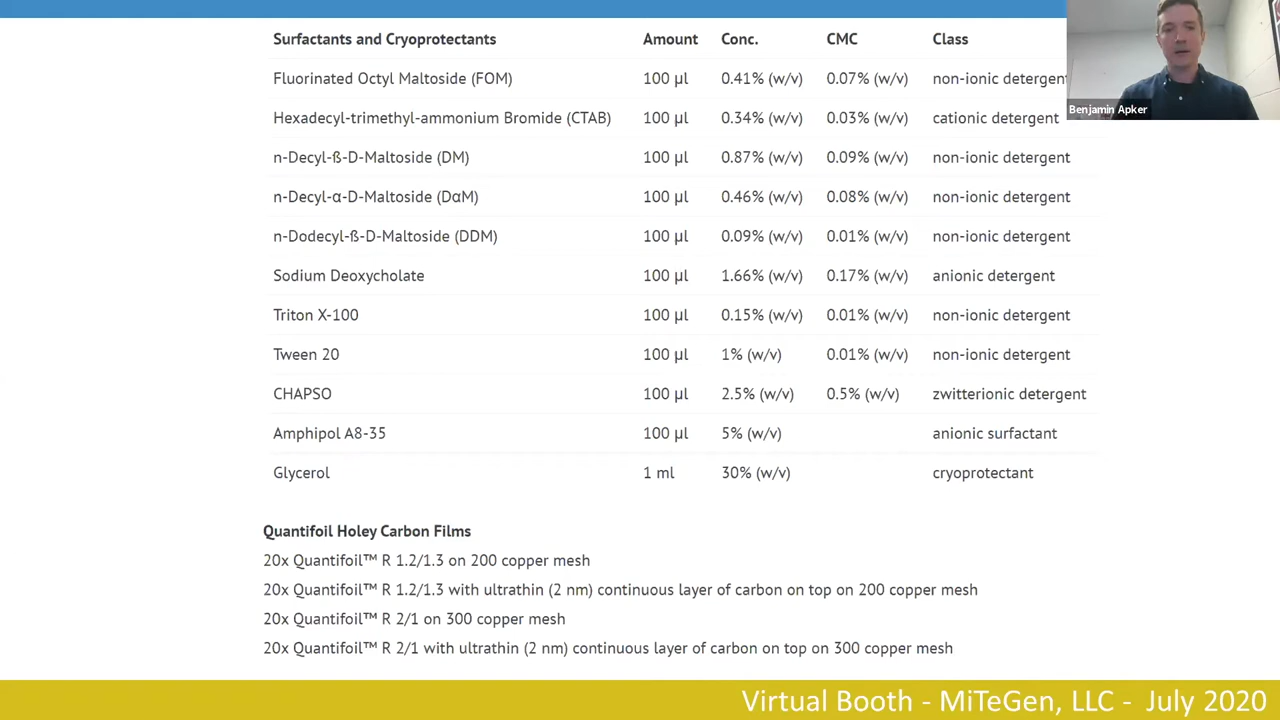 Surfactants and Cryoprotectants Amount Conc. CMC Class
Fluorinated Octyl Maltoside (FOM) 100 µl 0.41% (w/v) 0.07% (w/v) non-ionic detergent
Hexadecyl-trimethyl-ammonium Bromide (CTAB) 100 µl 0.34% (w/v) 0.03% (w/v) cationic detergent
Benjamin Apker
n-Decyl-ß-D-Maltoside (DM) 100 µl 0.87% (w/v) 0.09% (w/v) non-ionic detergent
n-Decyl-α-D-Maltoside (DαM) 100 µl 0.46% (w/v) 0.08% (w/v) non-ionic detergent
n-Dodecyl-ß-D-Maltoside (DDM) 100 µl 0.09% (w/v) 0.01% (w/v) non-ionic detergent
Sodium Deoxycholate 100 µl 1.66% (w/v) 0.17% (w/v) anionic detergent
Triton X-100 100 µl 0.15% (w/v) 0.01% (w/v) non-ionic detergent
Tween 20 100 µl 1% (w/v) 0.01% (w/v) non-ionic detergent
CHAPSO 100 µl 2.5% (w/v) 0.5% (w/v) zwitterionic detergent
Amphipol A8-35 100 µl 5% (w/v) anionic surfactant
Glycerol 1 ml 30% (w/v) cryoprotectant
Quantifoil Holey Carbon Films
20x Quantifoil™ R 1.2/1.3 on 200 copper mesh
20x Quantifoil™ R 1.2/1.3 with ultrathin (2 nm) continuous layer of carbon on top on 200 copper mesh
20x Quantifoil™ R 2/1 on 300 copper mesh
20x Quantifoil™ R 2/1 with ultrathin (2 nm) continuous layer of carbon on top on 300 copper mesh
Virtual Booth - MiTeGen, LLC - July 2020